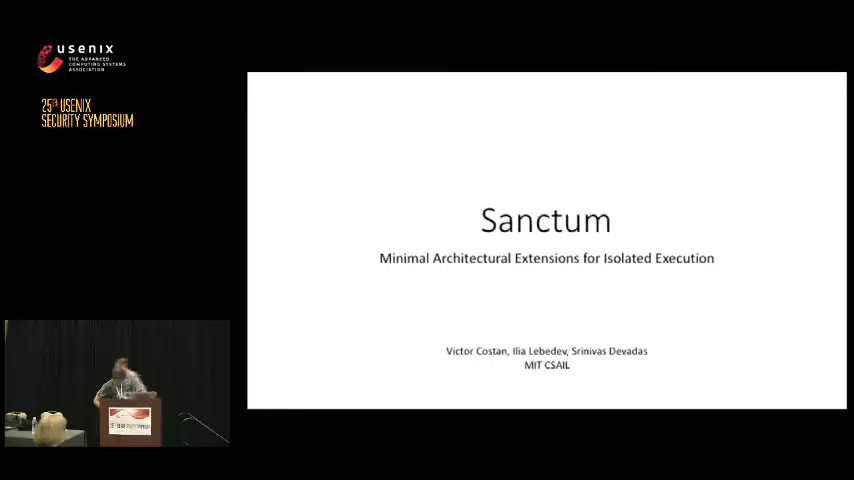 usenix
THE ADVANCED
COMPUTING SYSTEMS
ASSOCIATION
25TH USENIX
SECURITY SYMPOSIUM
Sanctum
Minimal Architectural Extensions for Isolated Execution
Victor Costan, Ilia Lebedev, Srinivas Devadas
MIT CSAIL